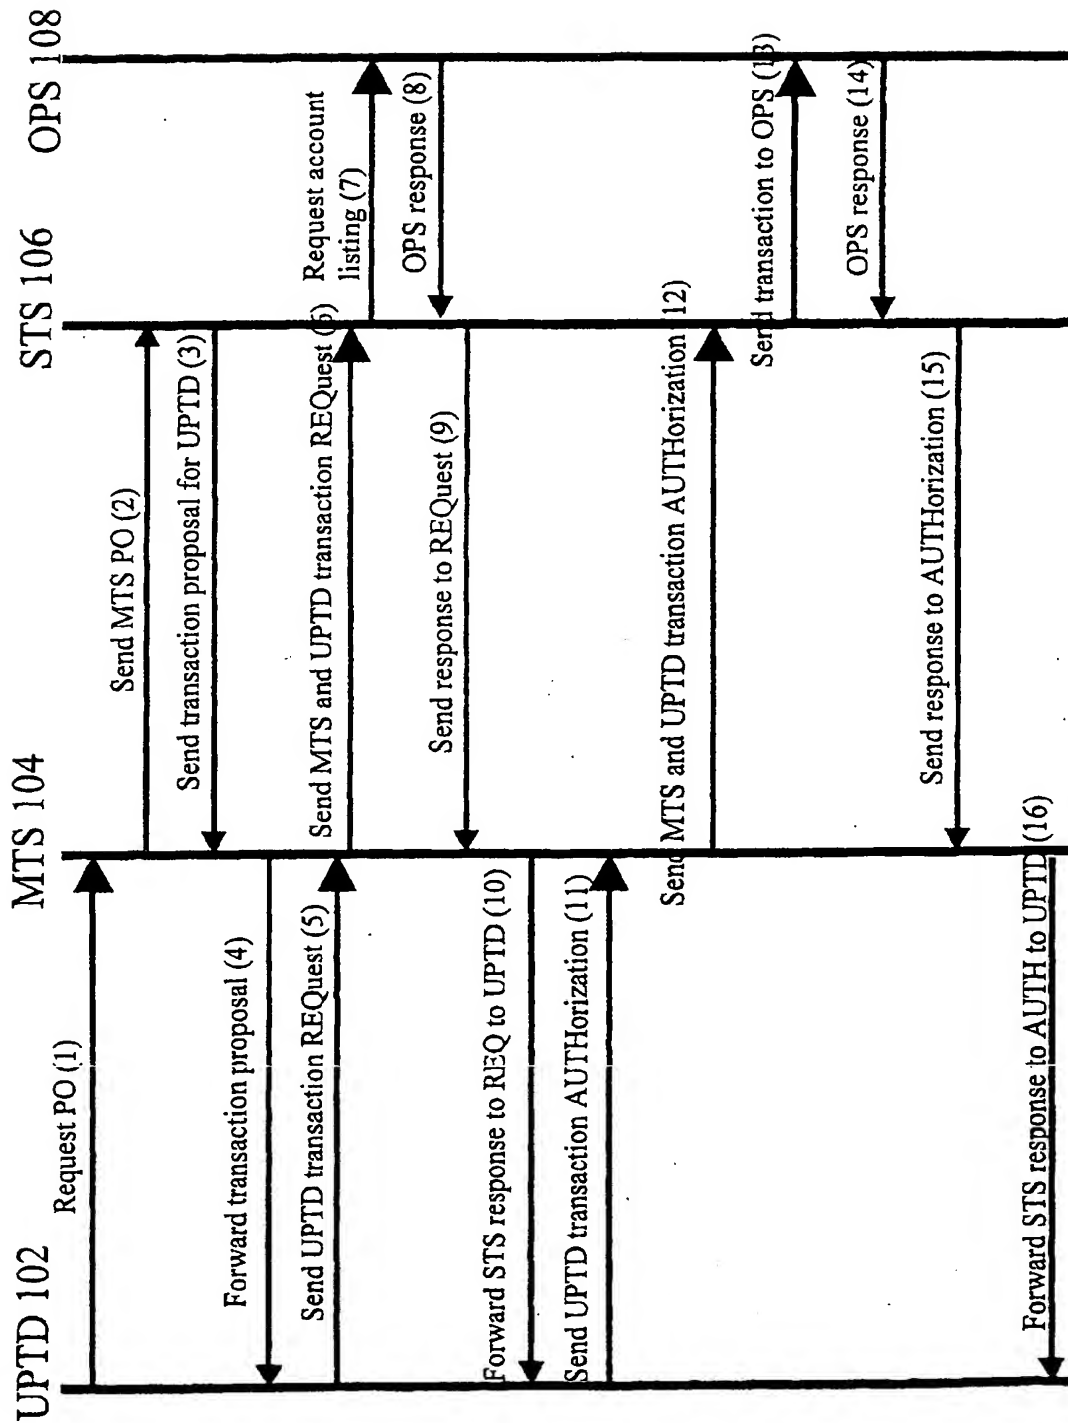 UPTD 102
MTS 104
STS 106
OPS 108
Request PO (1)
Send MTS PO (2)
Send transaction proposal for UPTD (3)
Forward transaction proposal (4)
Send UPTD transaction REQuest (5)
Send MTS and UPTD transaction REQuest (6)
Request account
listing (7)
OPS response (8)
Send response to REQuest (9)
Forward STS response to REQ to UPTD (10)
Send UPTD transaction AUTHorization (11)
Send MTS and UPTD transaction AUTHorization 12)
Send transaction to OPS (13)
OPS response (14)
Send response to AUTHorization (15)
Forward STS response to AUTH to UPTD (16)